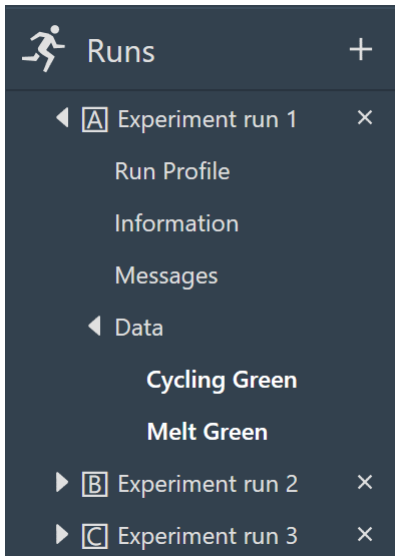 Runs +
A Experiment run 1 ×
Run Profile
Information
Messages
Data
Cycling Green
Melt Green
B Experiment run 2 ×
C Experiment run 3 ×